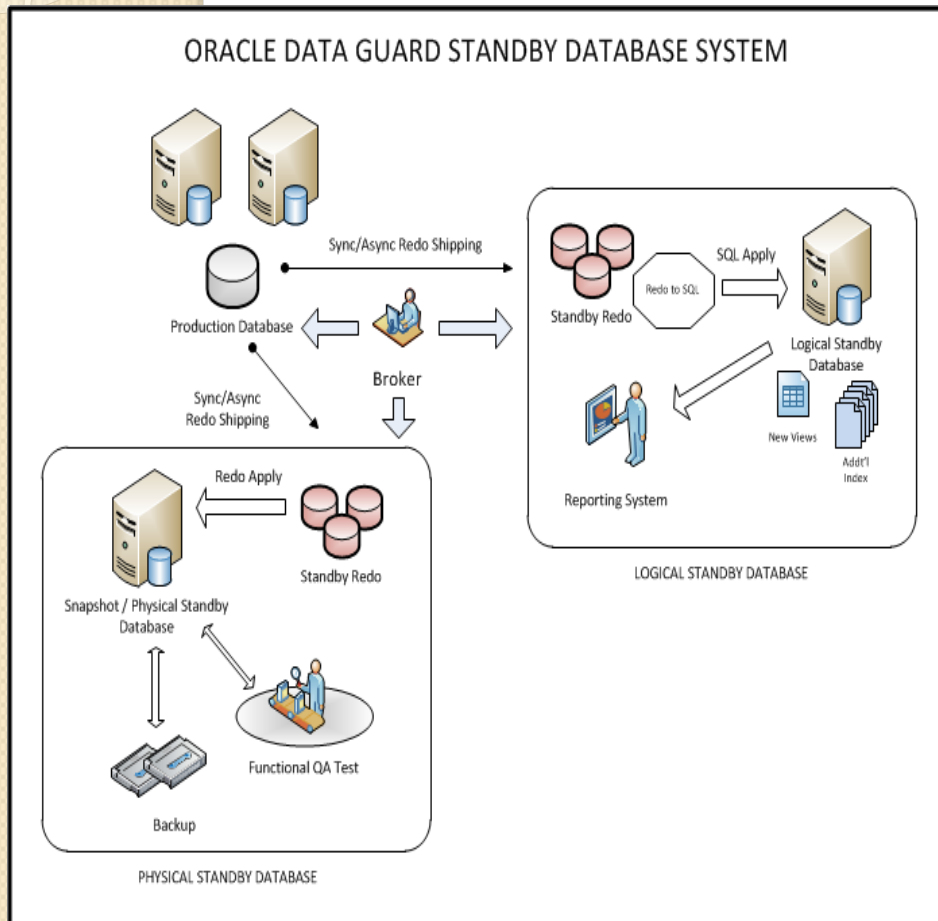 ORACLE DATA GUARD STANDBY DATABASE SYSTEM
Sync/Async Redo Shipping
Production Database
Broker
Sync/Async
Redo Shipping
Standby Redo
Redo to SQL
SQL Apply
Logical Standby
Database
New Views
Addt'l
Index
Reporting System
LOGICAL STANDBY DATABASE
Redo Apply
Standby Redo
Snapshot / Physical Standby
Database
Functional QA Test
Backup
PHYSICAL STANDBY DATABASE